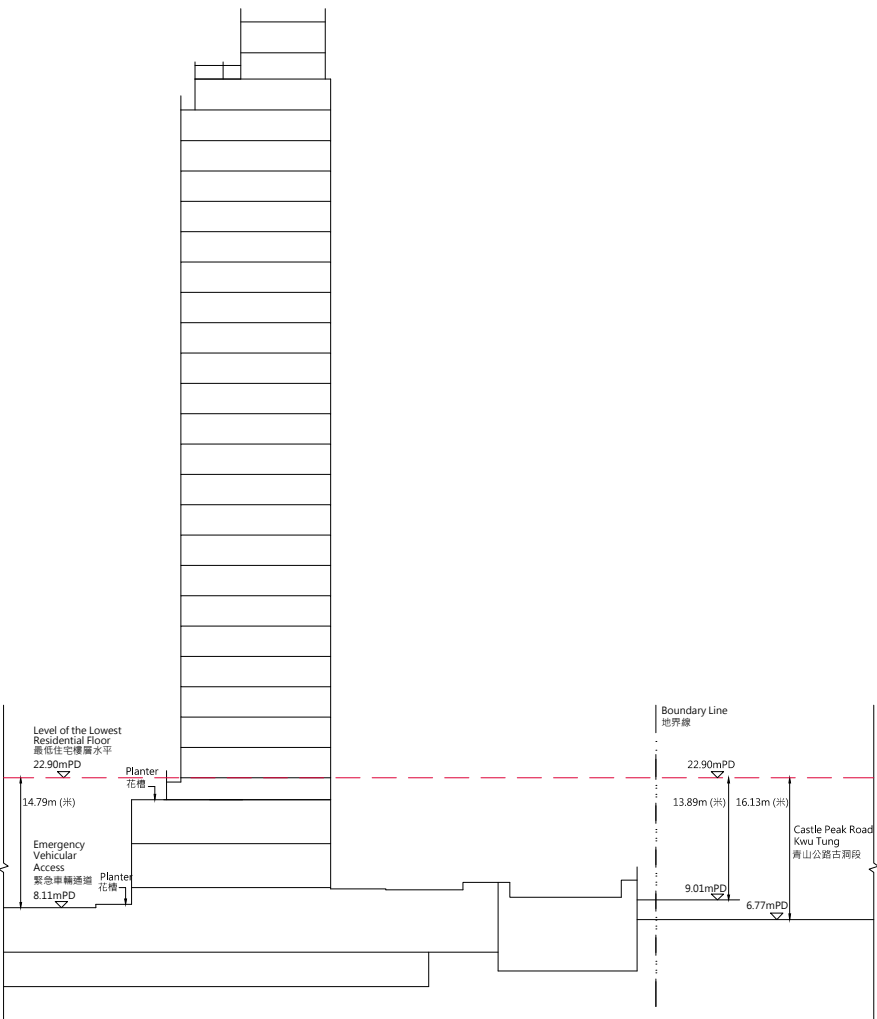 Boundary Line
地界線
Level of the Lowest
Residential Floor
最低住宅樓層水平
22.90mPD
22.90mPD
Planter
花槽
14.79m (米)
13.89m (米)
16.13m (米)
Castle Peak Road
Kwu Tung
青山公路古洞段
Emergency
Vehicular
Access
緊急車輛通道
Planter
花槽
8.11mPD
9.01mPD
6.77mPD